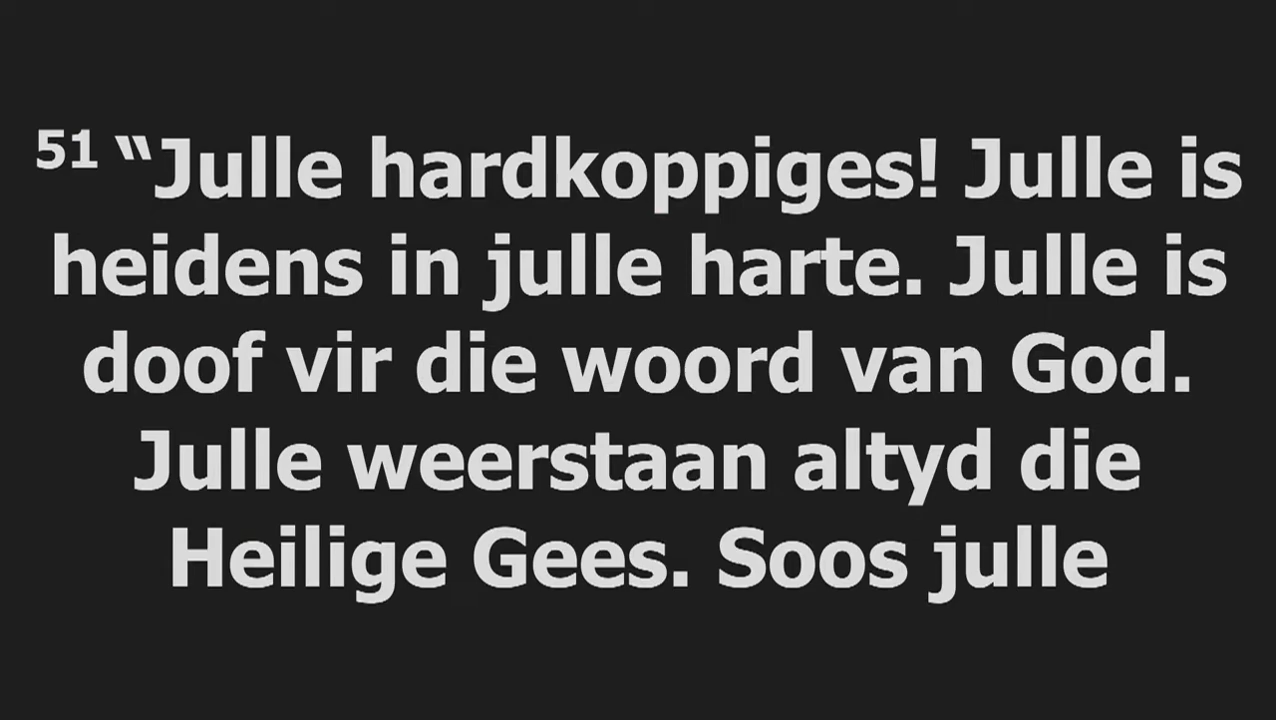 51 “Julle hardkoppiges! Julle is
heidens in julle harte. Julle is
doof vir die woord van God.
Julle weerstaan altyd die
Heilige Gees. Soos julle